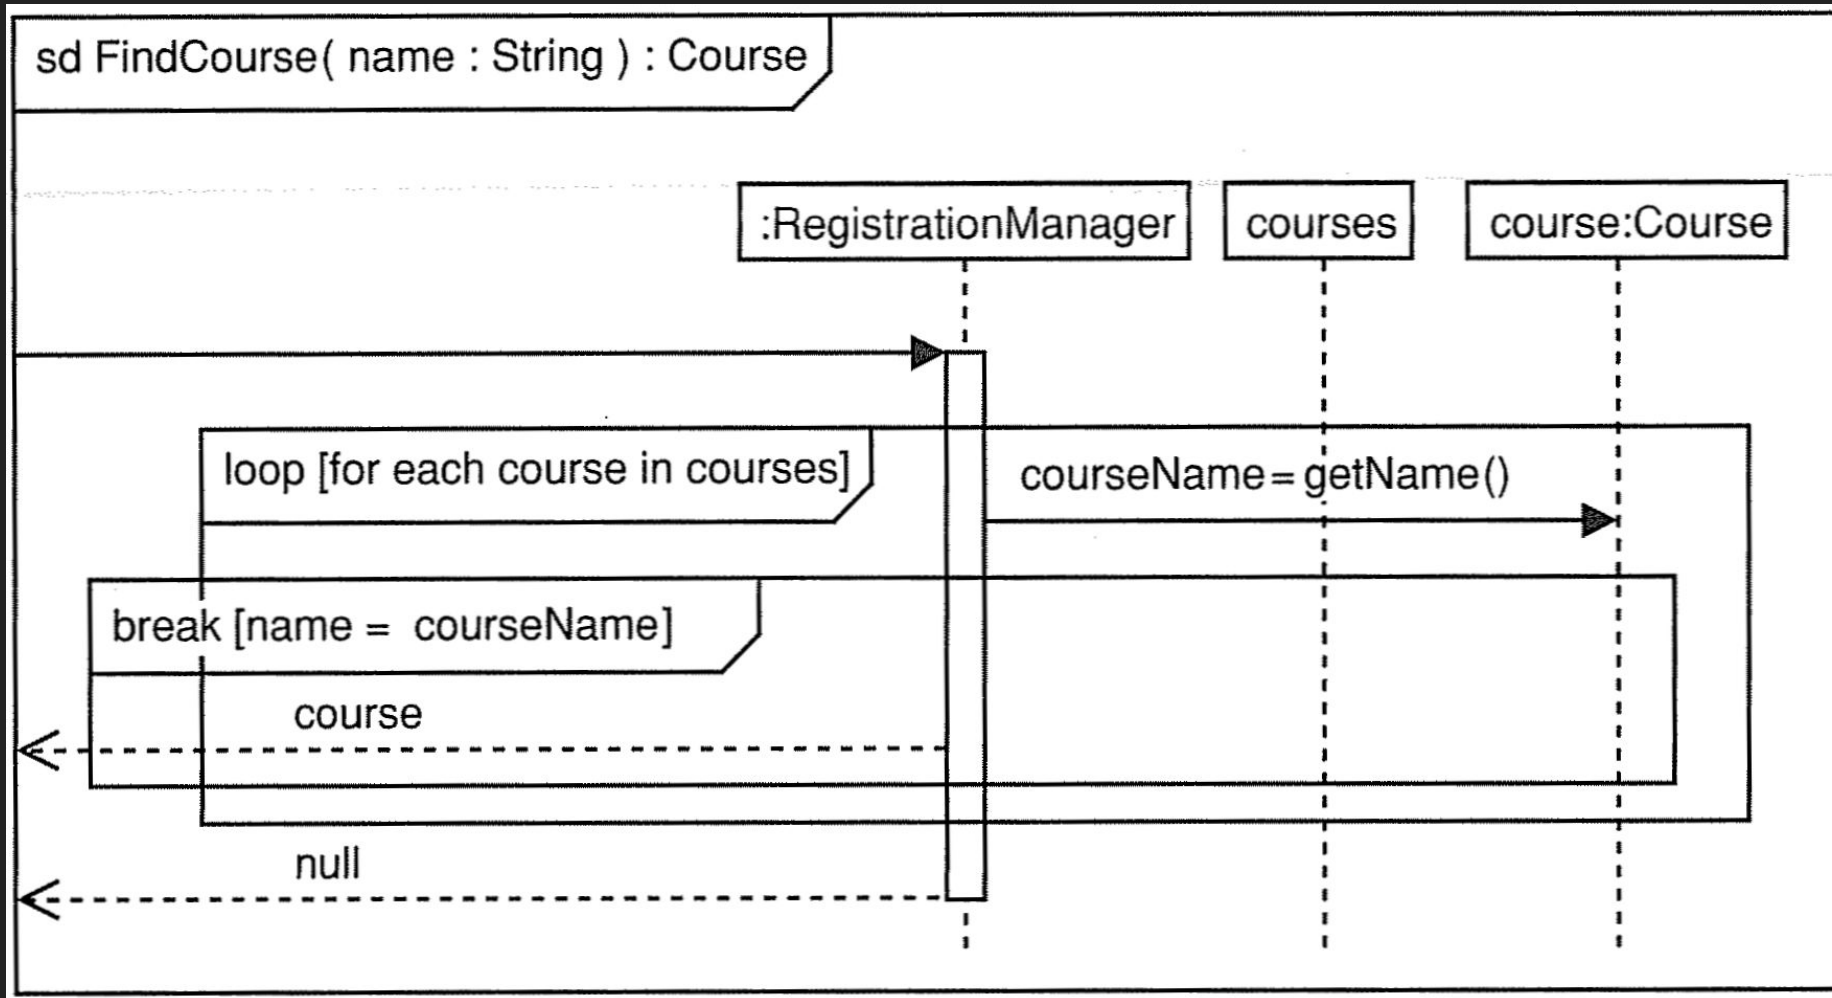 sd FindCourse( name : String ) : Course
:RegistrationManager
courses
course:Course
loop [for each course in courses]
courseName=getName()
break [name = courseName]
course
null